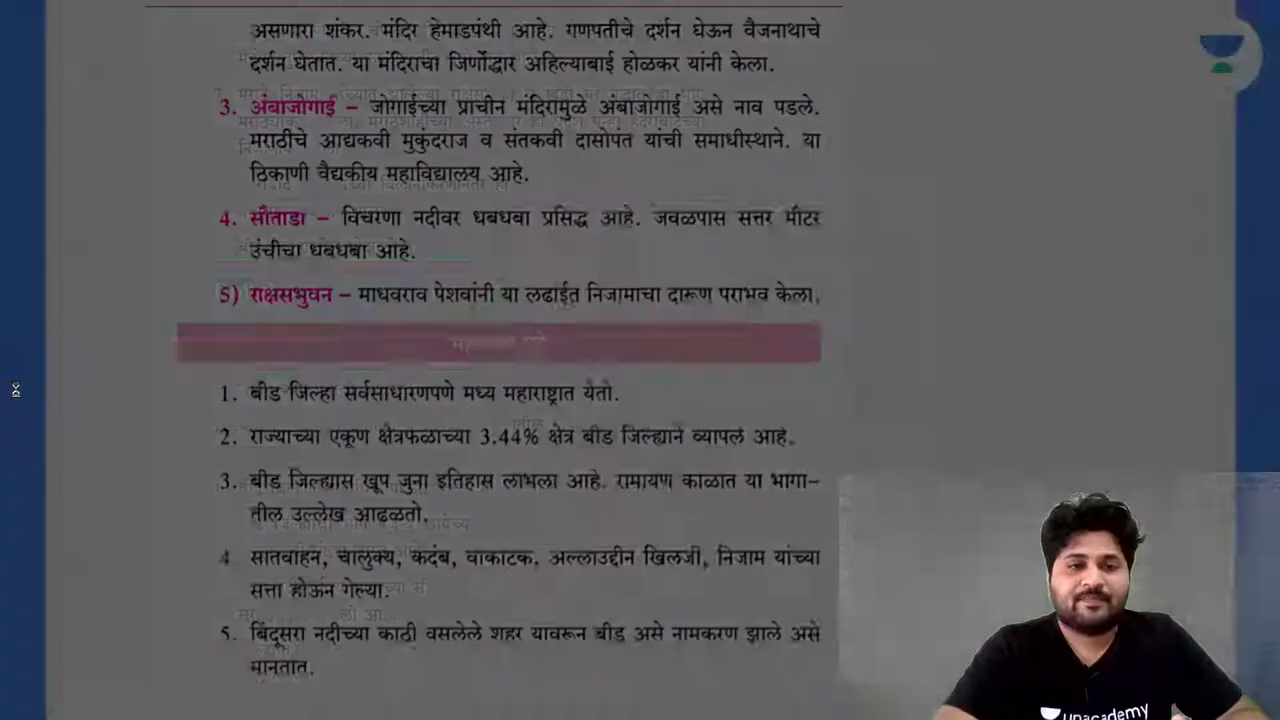 असणारा शंकर. मंदिर हेमाडपंथी आहे. गणपतीचे दर्शन घेऊन वैजनाथाचे
दर्शन घेतात. या मंदिराचा जिर्णोद्धार अहिल्याबाई होळकर यांनी केला.
3. अंबाजोगाई – जोगाईच्या प्राचीन मंदिरामुळे अंबाजोगाई असे नाव पडले.
मराठीचे आद्यकवी मुकुंदराज व संतकवी दासोपंत यांची समाधीस्थाने. या
ठिकाणी वैद्यकीय महाविद्यालय आहे.
4. सौताडा – विचरणा नदीवर धबधबा प्रसिद्ध आहे. जवळपास सत्तर मीटर
उंचीचा धबधबा आहे.
5) राक्षसभुवन – माधवराव पेशवांनी या लढाईत निजामाचा दारूण पराभव केला.
1. बीड जिल्हा सर्वसाधारणपणे मध्य महाराष्ट्रात येतो.
2. राज्याच्या एकूण क्षेत्रफळाच्या 3.44% क्षेत्र बीड जिल्ह्याने व्यापले आहे.
3. बीड जिल्ह्यास खूप जुना इतिहास लाभला आहे. रामायण काळात या भागा-
तील उल्लेख आढळतो.
4 सातवाहन, चालुक्य, कदंब, वाकाटक, अल्लाउद्दीन खिलजी, निजाम यांच्या
सत्ता होऊन गेल्या.
5. बिंदूसरा नदीच्या काठी वसलेले शहर यावरून बीड असे नामकरण झाले असे
मानतात.
unacademy